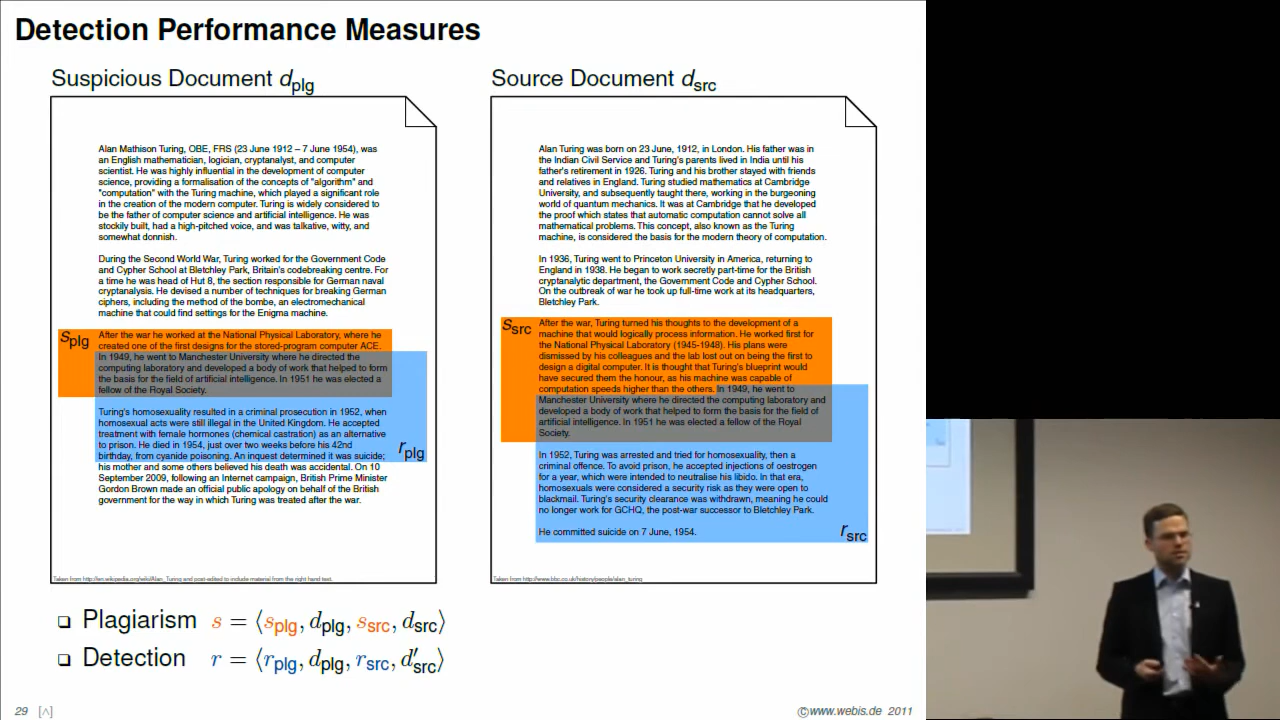 Detection Performance Measures
Suspicious Document dplg
Source Document dsrc
Alan Mathison Turing, OBE, FRS (23 June 1912 – 7 June 1954), was
an English mathematician, logician, cryptanalyst, and computer
scientist. He was highly influential in the development of computer
science, providing a formalisation of the concepts of "algorithm" and
"computation" with the Turing machine, which played a significant role
in the creation of the modern computer. Turing is widely considered to
be the father of computer science and artificial intelligence. He was
stockily built, had a high-pitched voice, and was talkative, witty, and
somewhat donnish.
During the Second World War, Turing worked for the Government Code
and Cypher School at Bletchley Park, Britain's codebreaking centre. For
a time he was head of Hut 8, the section responsible for German naval
cryptanalysis. He devised a number of techniques for breaking German
ciphers, including the method of the bombe, an electromechanical
machine that could find settings for the Enigma machine.
splg
After the war he worked at the National Physical Laboratory, where he
created one of the first designs for the stored-program computer ACE.
In 1949, he went to Manchester University where he directed the
computing laboratory and developed a body of work that helped to form
the basis for the field of artificial intelligence. In 1951 he was elected a
fellow of the Royal Society.
Turing's homosexuality resulted in a criminal prosecution in 1952, when
homosexual acts were still illegal in the United Kingdom. He accepted
treatment with female hormones (chemical castration) as an alternative
to prison. He died in 1954, just over two weeks before his 42nd
birthday, from cyanide poisoning. An inquest determined it was suicide;
his mother and some others believed his death was accidental. On 10
September 2009, following an Internet campaign, British Prime Minister
Gordon Brown made an official public apology on behalf of the British
government for the way in which Turing was treated after the war.
rplg
Taken from http://en.wikipedia.org/wiki/Alan_Turing and post-edited to include material from the right hand text.
Alan Turing was born on 23 June, 1912, in London. His father was in
the Indian Civil Service and Turing's parents lived in India until his
father's retirement in 1926. Turing and his brother stayed with friends
and relatives in England. Turing studied mathematics at Cambridge
University, and subsequently taught there, working in the burgeoning
world of quantum mechanics. It was at Cambridge that he developed
the proof which states that automatic computation cannot solve all
mathematical problems. This concept, also known as the Turing
machine, is considered the basis for the modern theory of computation.
In 1936, Turing went to Princeton University in America, returning to
England in 1938. He began to work secretly part-time for the British
cryptanalytic department, the Government Code and Cypher School.
On the outbreak of war he took up full-time work at its headquarters,
Bletchley Park.
ssrc
After the war, Turing turned his thoughts to the development of a
machine that would logically process information. He worked first for
the National Physical Laboratory (1945-1948). His plans were
dismissed by his colleagues and the lab lost out on being the first to
design a digital computer. It is thought that Turing's blueprint would
have secured them the honour, as his machine was capable of
computation speeds higher than the others. In 1949, he went to
Manchester University where he directed the computing laboratory and
developed a body of work that helped to form the basis for the field of
artificial intelligence. In 1951 he was elected a fellow of the Royal
Society.
In 1952, Turing was arrested and tried for homosexuality, then a
criminal offence. To avoid prison, he accepted injections of oestrogen
for a year, which were intended to neutralise his libido. In that era,
homosexuals were considered a security risk as they were open to
blackmail. Turing's security clearance was withdrawn, meaning he could
no longer work for GCHQ, the post-war successor to Bletchley Park.
He committed suicide on 7 June, 1954.
rsrc
Taken from http://www.bbc.co.uk/history/people/alan_turing
❑ Plagiarism s = ⟨splg, dplg, ssrc, dsrc⟩
❑ Detection r = ⟨rplg, dplg, rsrc, d′src⟩
29 [∧]
©www.webis.de 2011